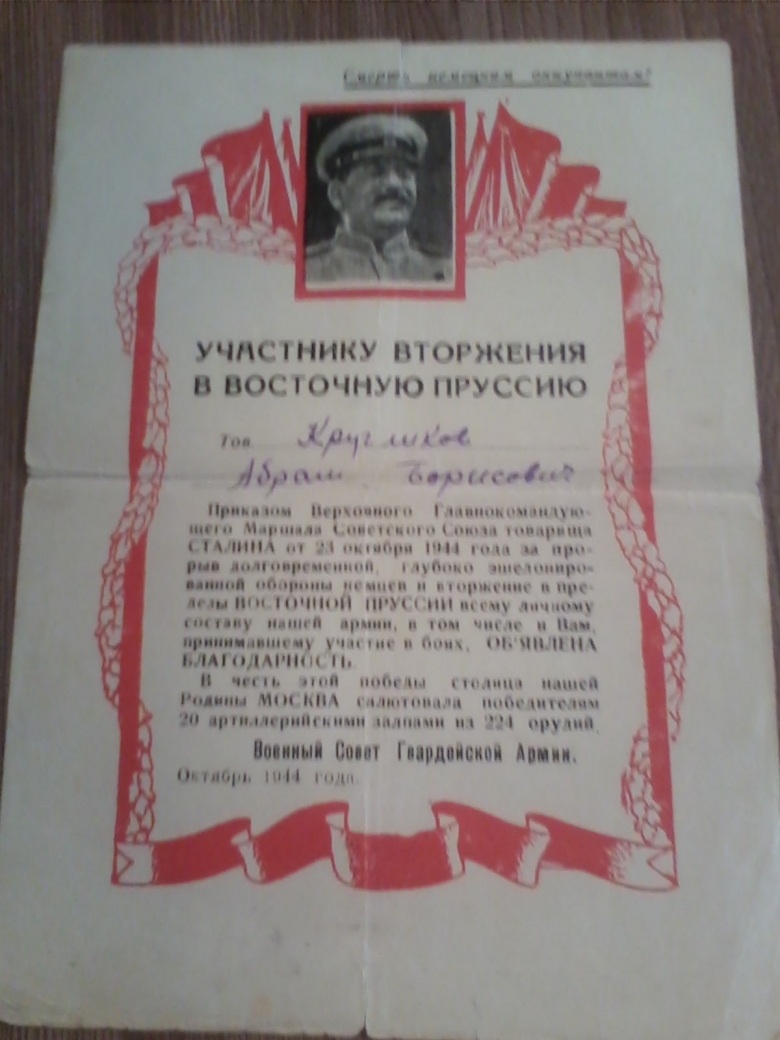 Смерть немецким оккупантам!
УЧАСТНИКУ ВТОРЖЕНИЯ
В ВОСТОЧНУЮ ПРУССИЮ
Тов. Кругликов
Абрам Борисович
Приказом Верховного Главнокомандую-
щего Маршала Советского Союза товарища
СТАЛИНА от 23 октября 1944 года за про-
рыв долговременной, глубоко эшелониро-
ванной обороны немцев и вторжение в пре-
делы ВОСТОЧНОЙ ПРУССИИ всему личному
составу нашей армии, в том числе и Вам,
принимавшему участие в боях, ОБ'ЯВЛЕНА
БЛАГОДАРНОСТЬ.
В честь этой победы столица нашей
Родины МОСКВА салютовала победителям
20 артиллерийскими залпами из 224 орудий.
Военный Совет Гвардейской Армии.
Октябрь 1944 года.